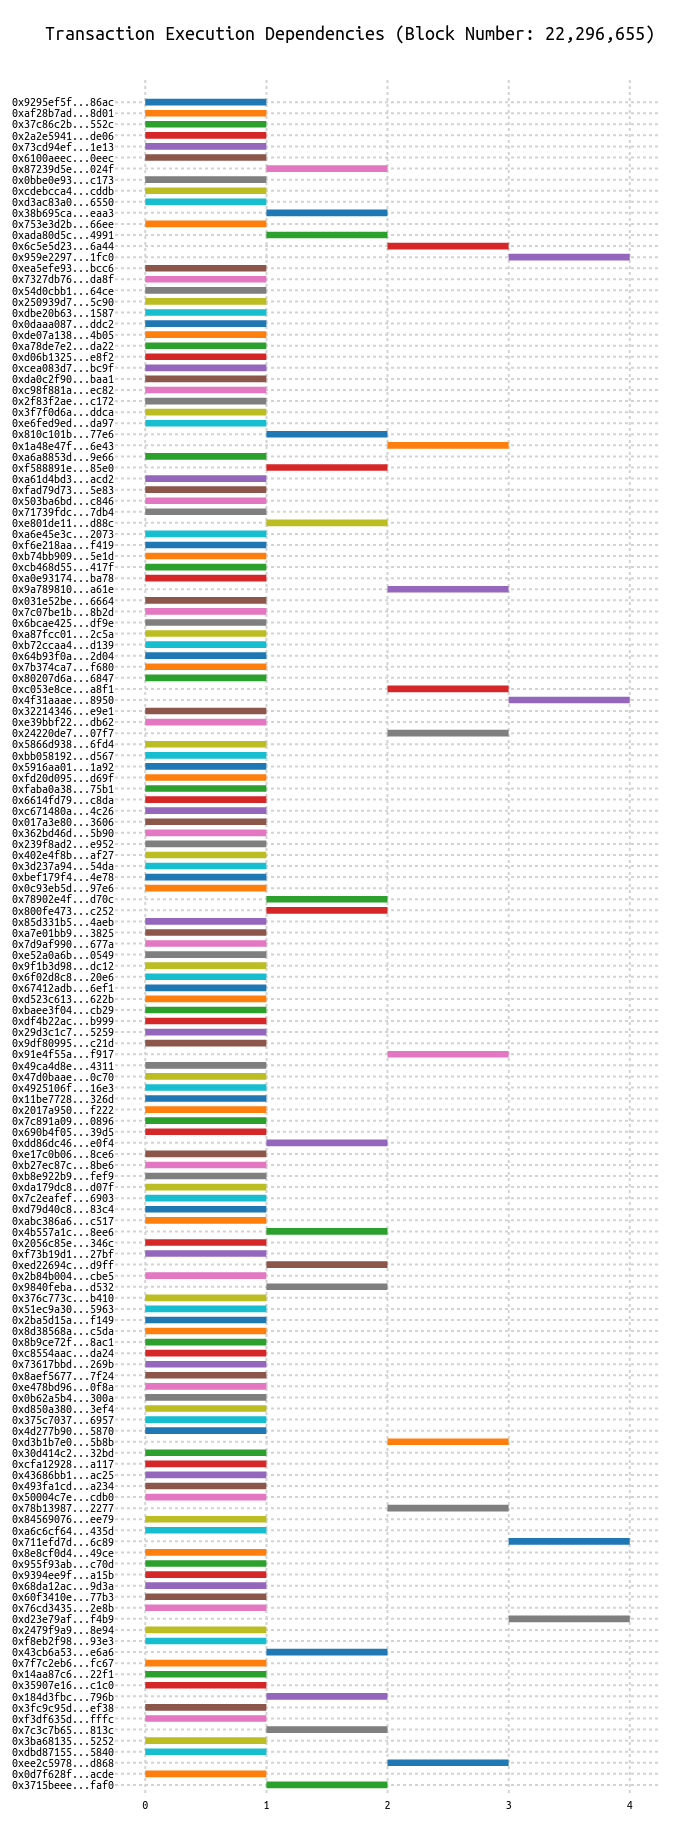 Transaction Execution Dependencies (Block Number: 22,296,655)
0x9295ef5f...86ac
0xaf28b7ad...8d01
0x37c86c2b...552c
0x2a2e5941...de06
0x73cd94ef...1e13
0x6100aeec...0eec
0x87239d5e...024f
0x0bbe0e93...c173
0xcdebcca4...cddb
0xd3ac83a0...6550
0x38b695ca...eaa3
0x753e3d2b...66ee
0xada80d5c...4991
0x6c5e5d23...6a44
0x959e2297...1fc0
0xea5efe93...bcc6
0x7327db76...da8f
0x54d0cbb1...64ce
0x250939d7...5c90
0xdbe20b63...1587
0x0daaa087...ddc2
0xde07a138...4b05
0xa78de7e2...da22
0xd06b1325...e8f2
0xcea083d7...bc9f
0xda0c2f90...baa1
0xc98f881a...ec82
0x2f83f2ae...c172
0x3f7f0d6a...ddca
0xe6fed9ed...da97
0x810c101b...77e6
0x1a48e47f...6e43
0xa6a8853d...9e66
0xf588891e...85e0
0xa61d4bd3...acd2
0xfad79d73...5e83
0x503ba6bd...c846
0x71739fdc...7db4
0xe801de11...d88c
0xa6e45e3c...2073
0xf6e218aa...f419
0xb74bb909...5e1d
0xcb468d55...417f
0xa0e93174...ba78
0x9a789810...a61e
0x031e52be...6664
0x7c07be1b...8b2d
0x6bcae425...df9e
0xa87fcc01...2c5a
0xb72ccaa4...d139
0x64b93f0a...2d04
0x7b374ca7...f680
0x80207d6a...6847
0xc053e8ce...a8f1
0x4f31aaae...8950
0x32214346...e9e1
0xe39bbf22...db62
0x24220de7...07f7
0x5866d938...6fd4
0xbb058192...d567
0x5916aa01...1a92
0xfd20d095...d69f
0xfaba0a38...75b1
0x6614fd79...c8da
0xc671480a...4c26
0x017a3e80...3606
0x362bd46d...5b90
0x239f8ad2...e952
0x402e4f8b...af27
0x3d237a94...54da
0xbef179f4...4e78
0x0c93eb5d...97e6
0x78902e4f...d70c
0x800fe473...c252
0x85d331b5...4aeb
0xa7e01bb9...3825
0x7d9af990...677a
0xe52a0a6b...0549
0x9f1b3d98...dc12
0x6f02d8c8...20e6
0x67412adb...6ef1
0xd523c613...622b
0xbaee3f04...cb29
0xdf4b22ac...b999
0x29d3c1c7...5259
0x9df80995...c21d
0x91e4f55a...f917
0x49ca4d8e...4311
0x47d0baae...0c70
0x4925106f...16e3
0x11be7728...326d
0x2017a950...f222
0x7c891a09...0896
0x690b4f05...39d5
0xdd86dc46...e0f4
0xe17c0b06...8ce6
0xb27ec87c...8be6
0xb8e922b9...fef9
0xda179dc8...d07f
0x7c2eafef...6903
0xd79d40c8...83c4
0xabc386a6...c517
0x4b557a1c...8ee6
0x2056c85e...346c
0xf73b19d1...27bf
0xed22694c...d9ff
0x2b84b004...cbe5
0x9840feba...d532
0x376c773c...b410
0x51ec9a30...5963
0x2ba5d15a...f149
0x8d38568a...c5da
0x8b9ce72f...8ac1
0xc8554aac...da24
0x73617bbd...269b
0x8aef5677...7f24
0xe478bd96...0f8a
0x0b62a5b4...300a
0xd850a380...3ef4
0x375c7037...6957
0x4d277b90...5870
0xd3b1b7e0...5b8b
0x30d414c2...32bd
0xcfa12928...a117
0x43686bb1...ac25
0x493fa1cd...a234
0x50004c7e...cdb0
0x78b13987...2277
0x84569076...ee79
0xa6c6cf64...435d
0x711efd7d...6c89
0x8e8cf0d4...49ce
0x955f93ab...c70d
0x9394ee9f...a15b
0x68da12ac...9d3a
0x60f3410e...77b3
0x76cd3435...2e8b
0xd23e79af...f4b9
0x2479f9a9...8e94
0xf8eb2f98...93e3
0x43cb6a53...e6a6
0x7f7c2eb6...fc67
0x14aa87c6...22f1
0x35907e16...c1c0
0x184d3fbc...796b
0x3fc9c95d...ef38
0xf3df635d...fffc
0x7c3c7b65...813c
0x3ba68135...5252
0xdbd87155...5840
0xee2c5978...d868
0x0d7f628f...acde
0x3715beee...faf0
0 1 2 3 4